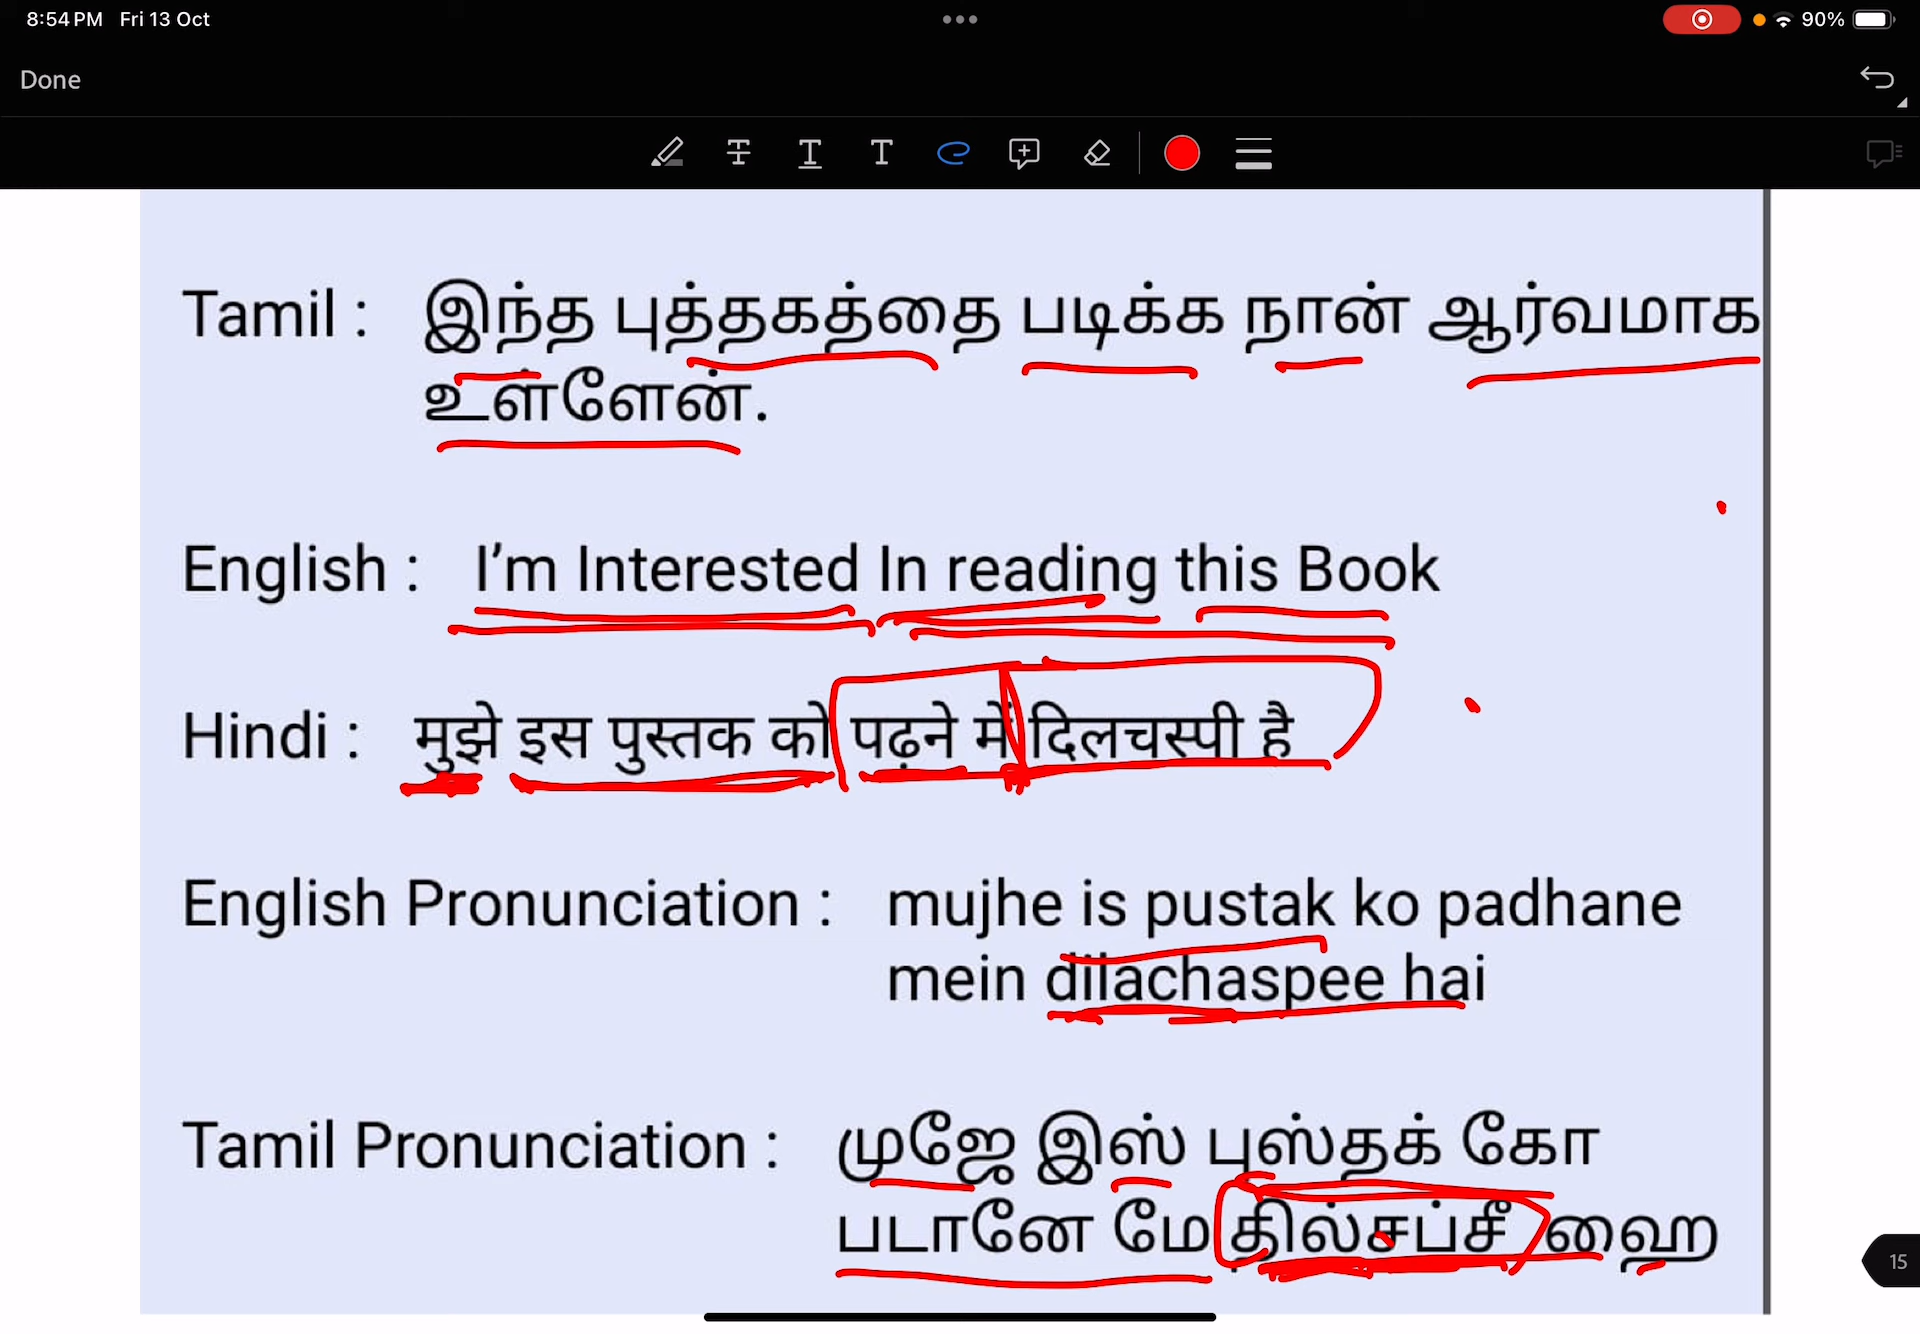 8:54 PM Fri 13 Oct 90%
Done
Tamil : இந்த புத்தகத்தை படிக்க நான் ஆர்வமாக
உள்ளேன்.
English : I'm Interested In reading this Book
Hindi : मुझे इस पुस्तक को पढ़ने में दिलचस्पी है
English Pronunciation : mujhe is pustak ko padhane
mein dilachaspee hai
Tamil Pronunciation : முஜே இஸ் புஸ்தக் கோ
படானே மே தில்சப்சீ ஹை
15